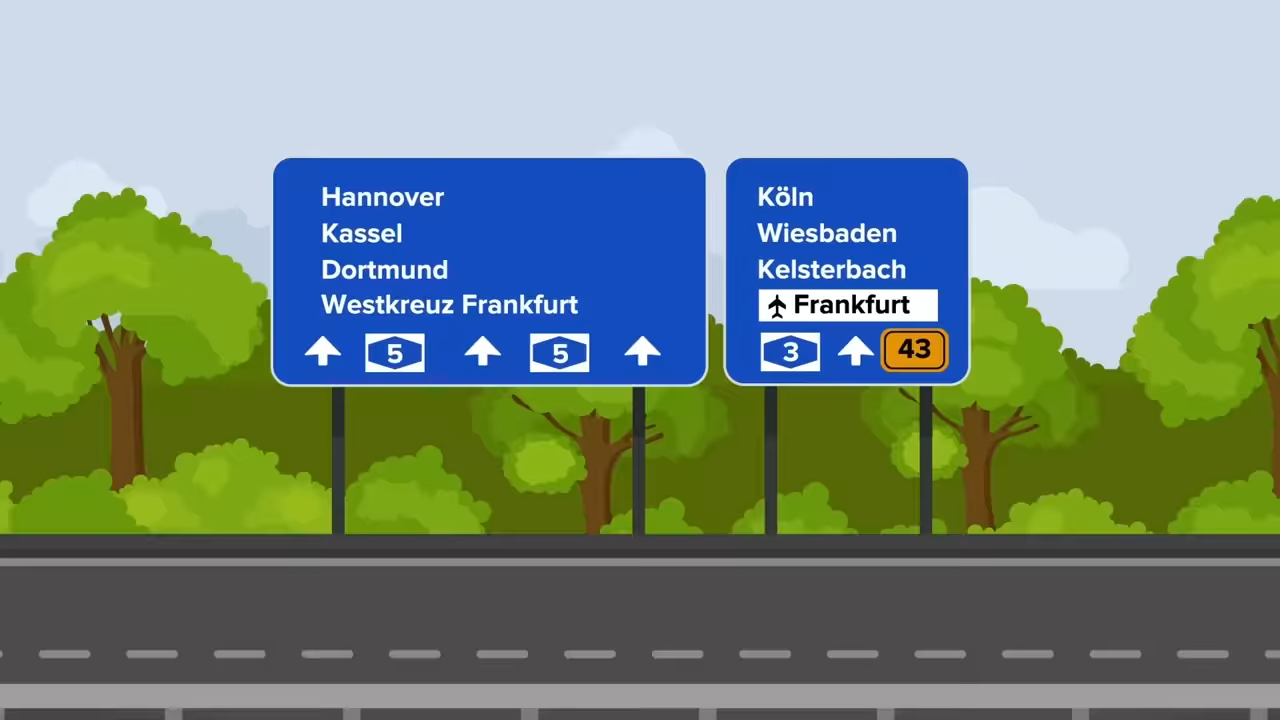 Hannover
Kassel
Dortmund
Westkreuz Frankfurt
5 5
Köln
Wiesbaden
Kelsterbach
Frankfurt
3 43